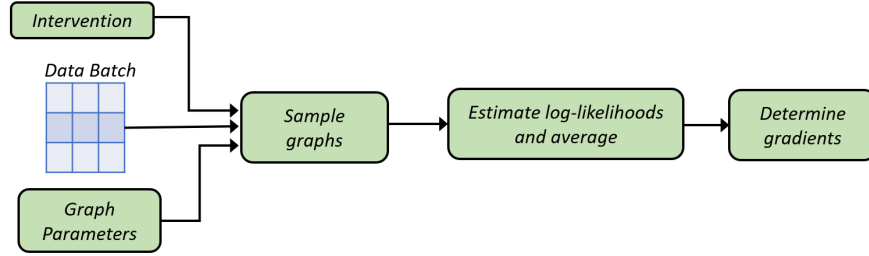 Intervention
Data Batch
Sample
graphs
Estimate log-likelihoods
and average
Determine
gradients
Graph
Parameters